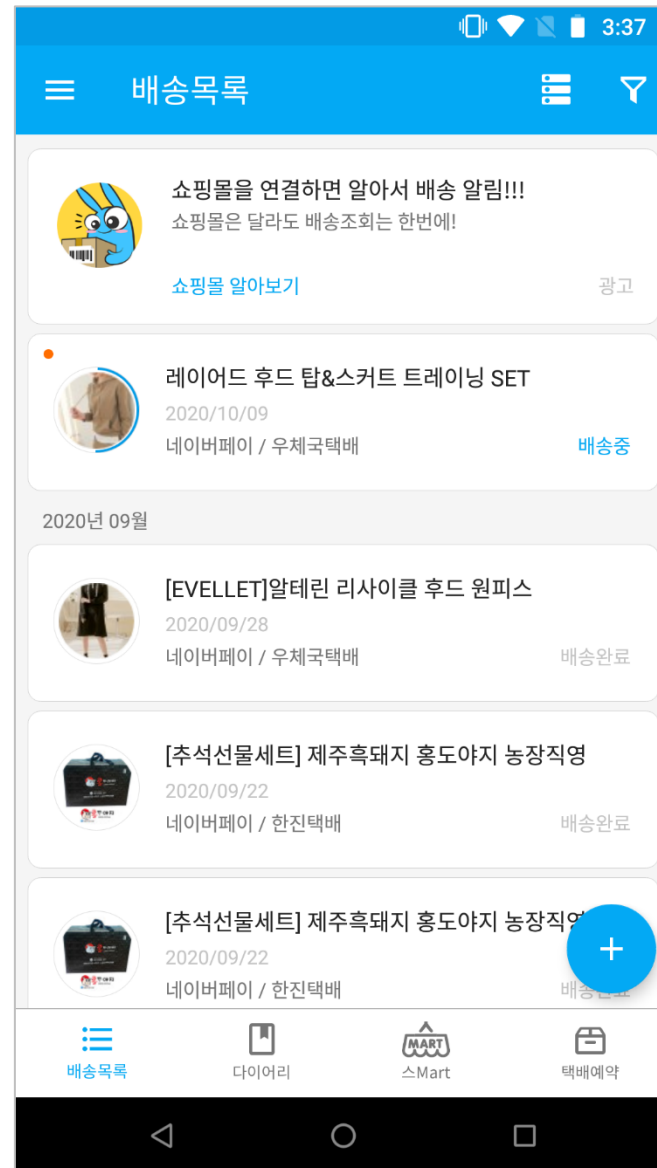 3:37
배송목록
쇼핑몰을 연결하면 알아서 배송 알림!!!
쇼핑몰은 달라도 배송조회는 한번에!
쇼핑몰 알아보기
광고
레이어드 후드 탑&스커트 트레이닝 SET
2020/10/09
네이버페이 / 우체국택배
배송중
2020년 09월
[EVELLET]알테린 리사이클 후드 원피스
2020/09/28
네이버페이 / 우체국택배
배송완료
[추석선물세트] 제주흑돼지 홍도야지 농장직영
2020/09/22
네이버페이 / 한진택배
배송완료
[추석선물세트] 제주흑돼지 홍도야지 농장직영
2020/09/22
네이버페이 / 한진택배
배송완료
배송목록
다이어리
MART
스Mart
택배예약